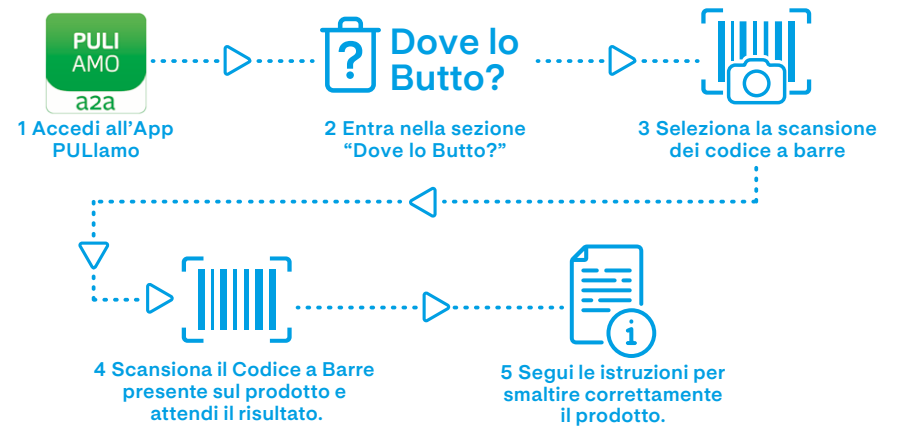 PULI
AMO
a2a
1 Accedi all'App
PULIamo
Dove lo
Butto?
2 Entra nella sezione
“Dove lo Butto?”
3 Seleziona la scansione
dei codice a barre
4 Scansiona il Codice a Barre
presente sul prodotto e
attendi il risultato.
5 Segui le istruzioni per
smaltire correttamente
il prodotto.